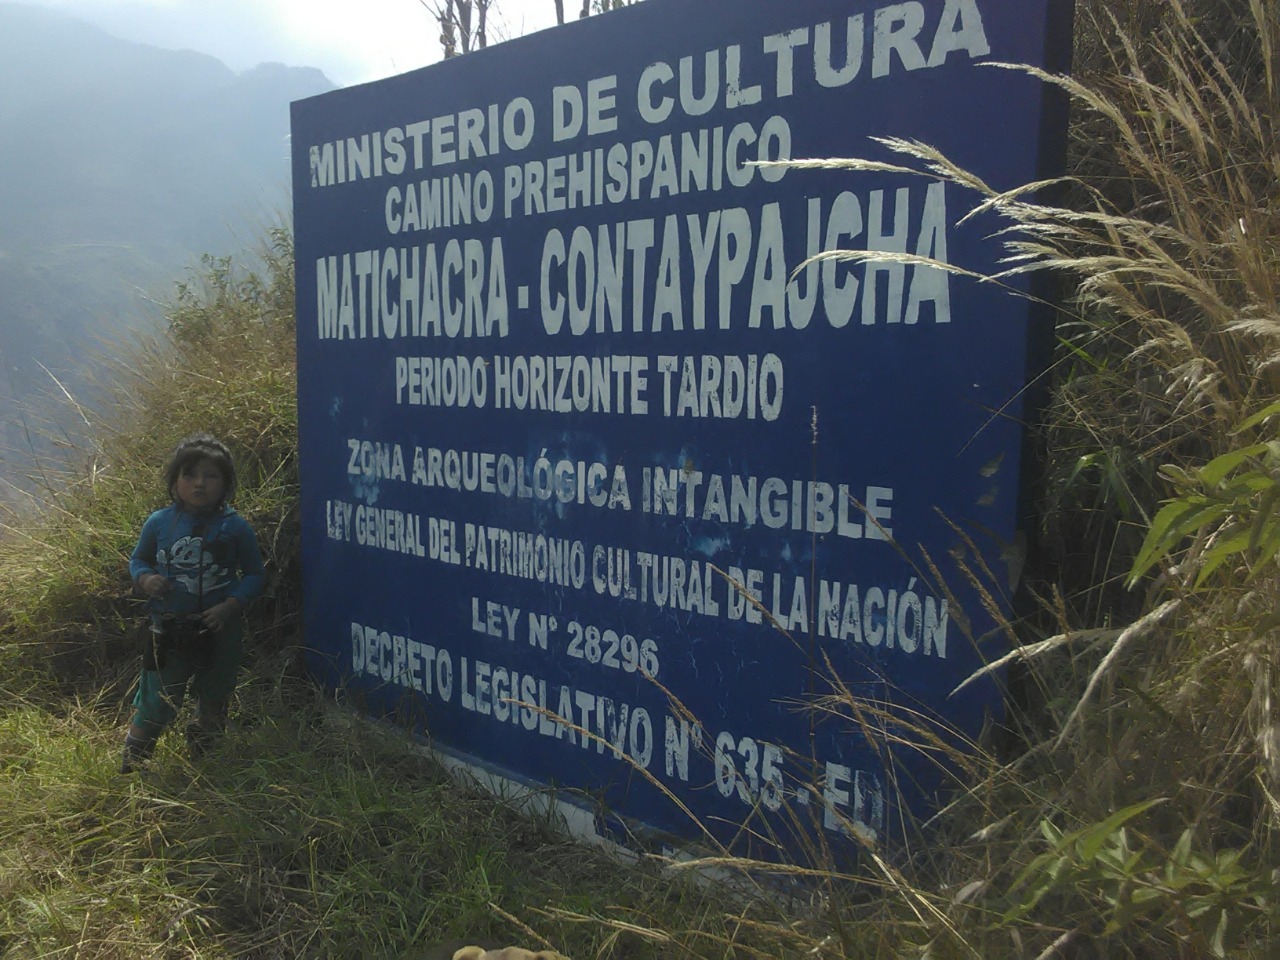 MINISTERIO DE CULTURA
CAMINO PREHISPANICO
MATICHACRA - CONTAYPAJCHA
PERIODO HORIZONTE TARDIO
ZONA ARQUEOLÓGICA INTANGIBLE
LEY GENERAL DEL PATRIMONIO CULTURAL DE LA NACIÓN
LEY N° 28296
DECRETO LEGISLATIVO N° 635 - ED